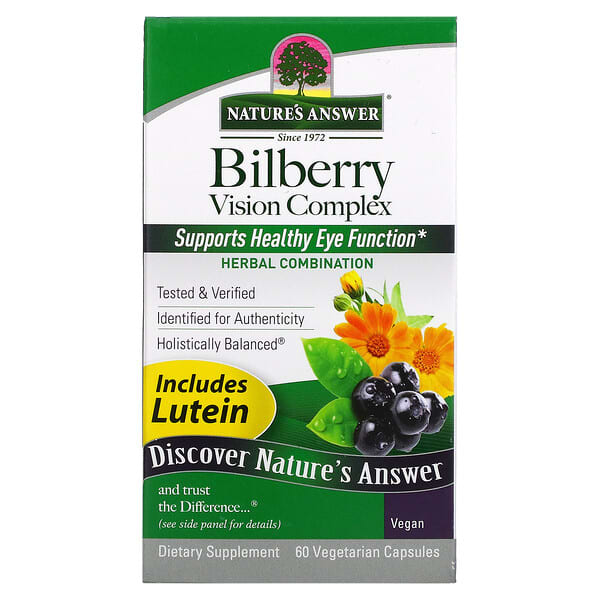 NATURE'S ANSWER®
Since 1972
Bilberry
Vision Complex
Supports Healthy Eye Function*
HERBAL COMBINATION
Tested & Verified
Identified for Authenticity
Holistically Balanced®
Includes
Lutein
Discover Nature's Answer
and trust
the Difference...®
(see side panel for details)
Vegan
Dietary Supplement 60 Vegetarian Capsules